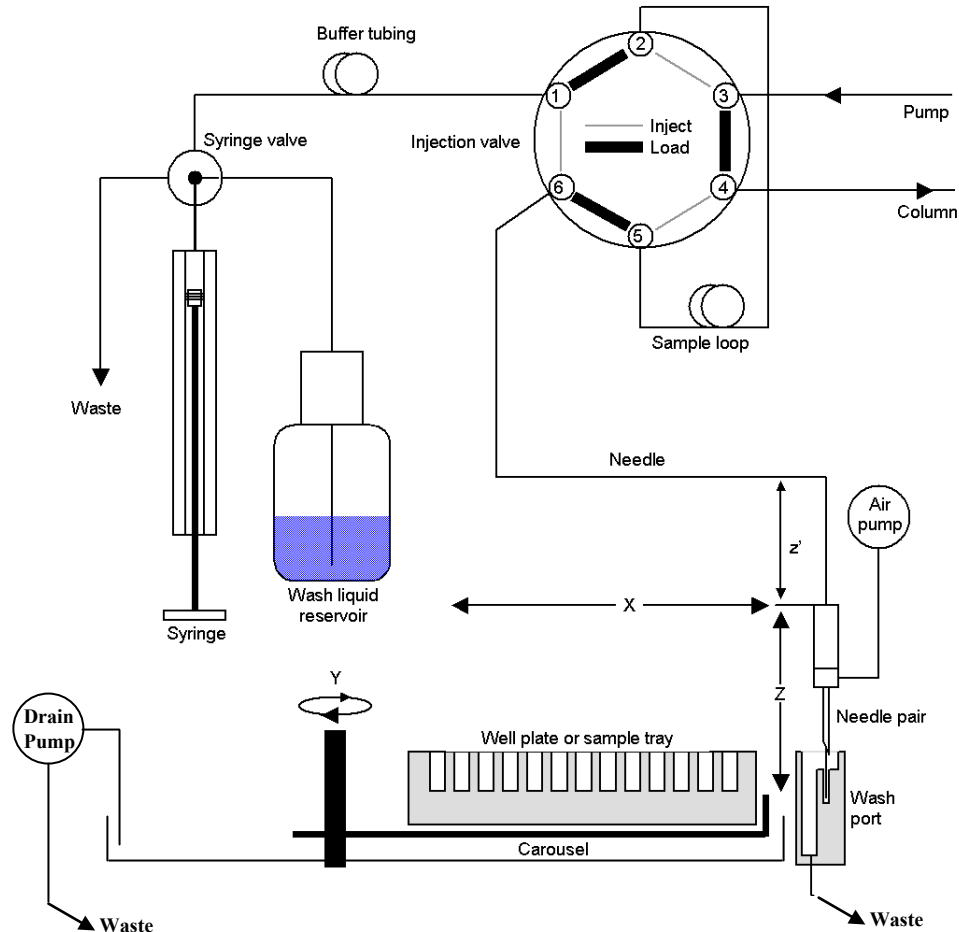 Buffer tubing
2
1
3
Inject
Load
Pump
Syringe valve
Injection valve
6
4
5
Column
Sample loop
Waste
Needle
Air
pump
z'
Wash liquid
reservoir
X
Syringe
Y
Z
Drain
Pump
Needle pair
Well plate or sample tray
Wash
port
Carousel
Waste
Waste